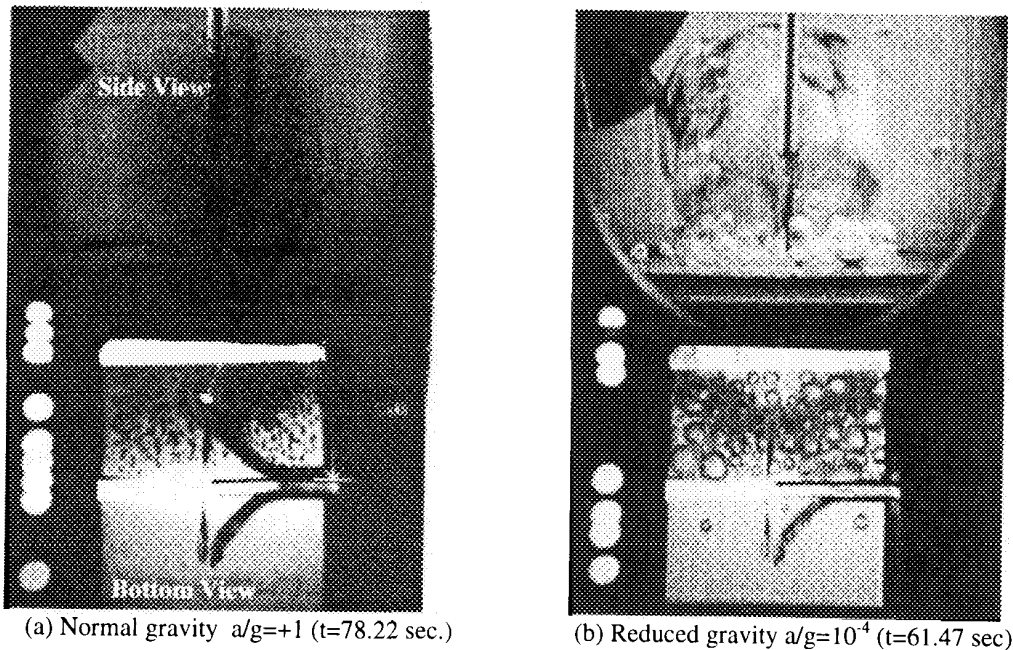 Side View
Bottom View
(a) Normal gravity a/g=+1 (t=78.22 sec.)
(b) Reduced gravity a/g=10⁻⁴ (t=61.47 sec)